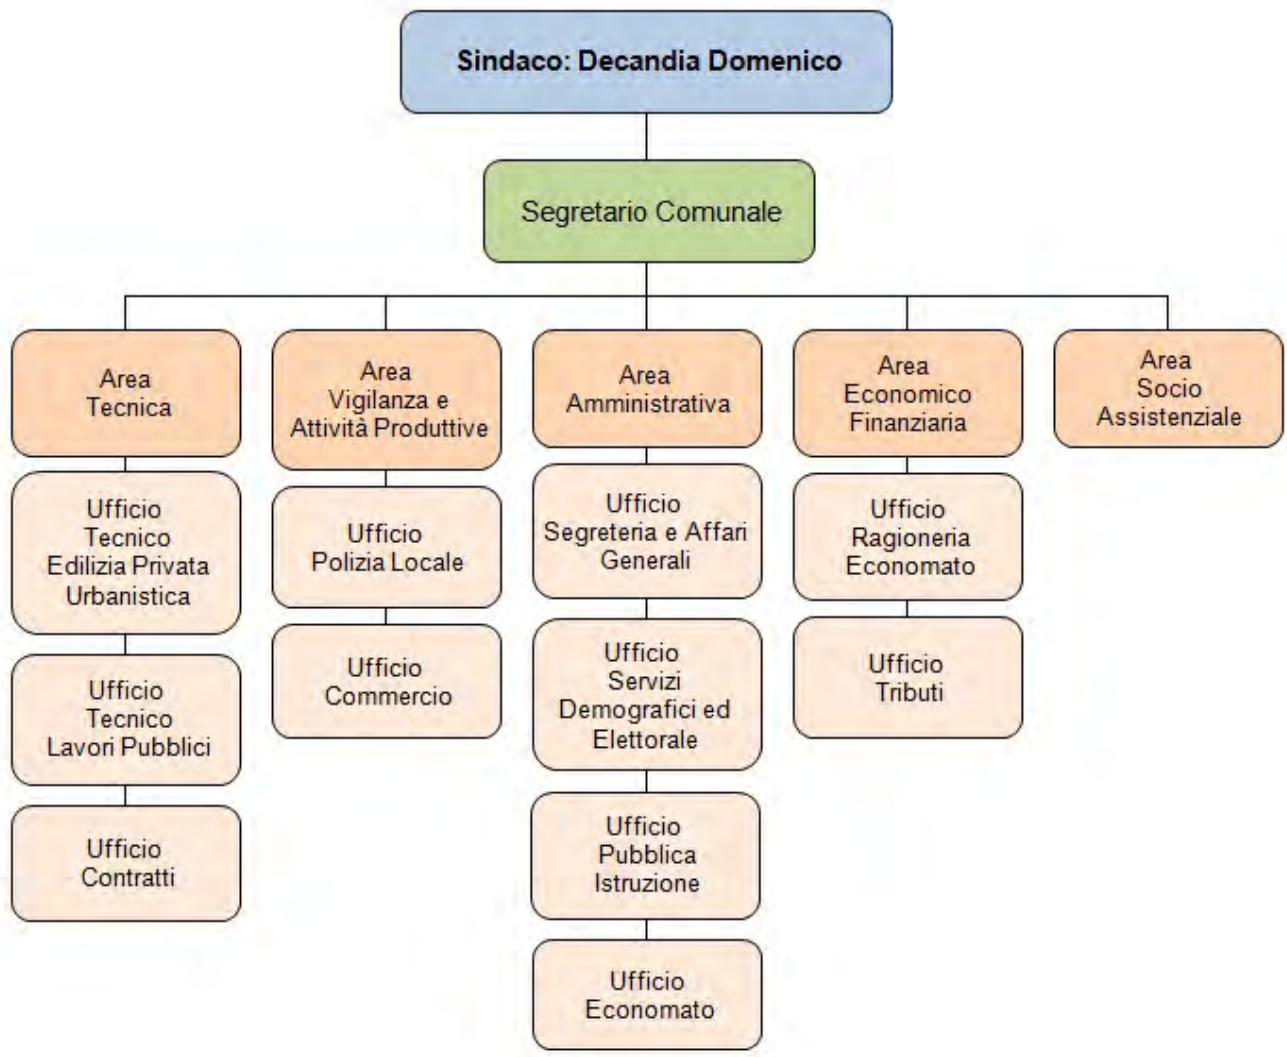 Sindaco: Decandia Domenico
Segretario Comunale
Area
Tecnica
Area
Vigilanza e
Attività Produttive
Area
Amministrativa
Area
Economico
Finanziaria
Area
Socio
Assistenziale
Ufficio
Tecnico
Edilizia Privata
Urbanistica
Ufficio
Tecnico
Lavori Pubblici
Ufficio
Contratti
Ufficio
Polizia Locale
Ufficio
Commercio
Ufficio
Segreteria e Affari
Generali
Ufficio
Servizi
Demografici ed
Elettorale
Ufficio
Pubblica
Istruzione
Ufficio
Economato
Ufficio
Ragioneria
Economato
Ufficio
Tributi